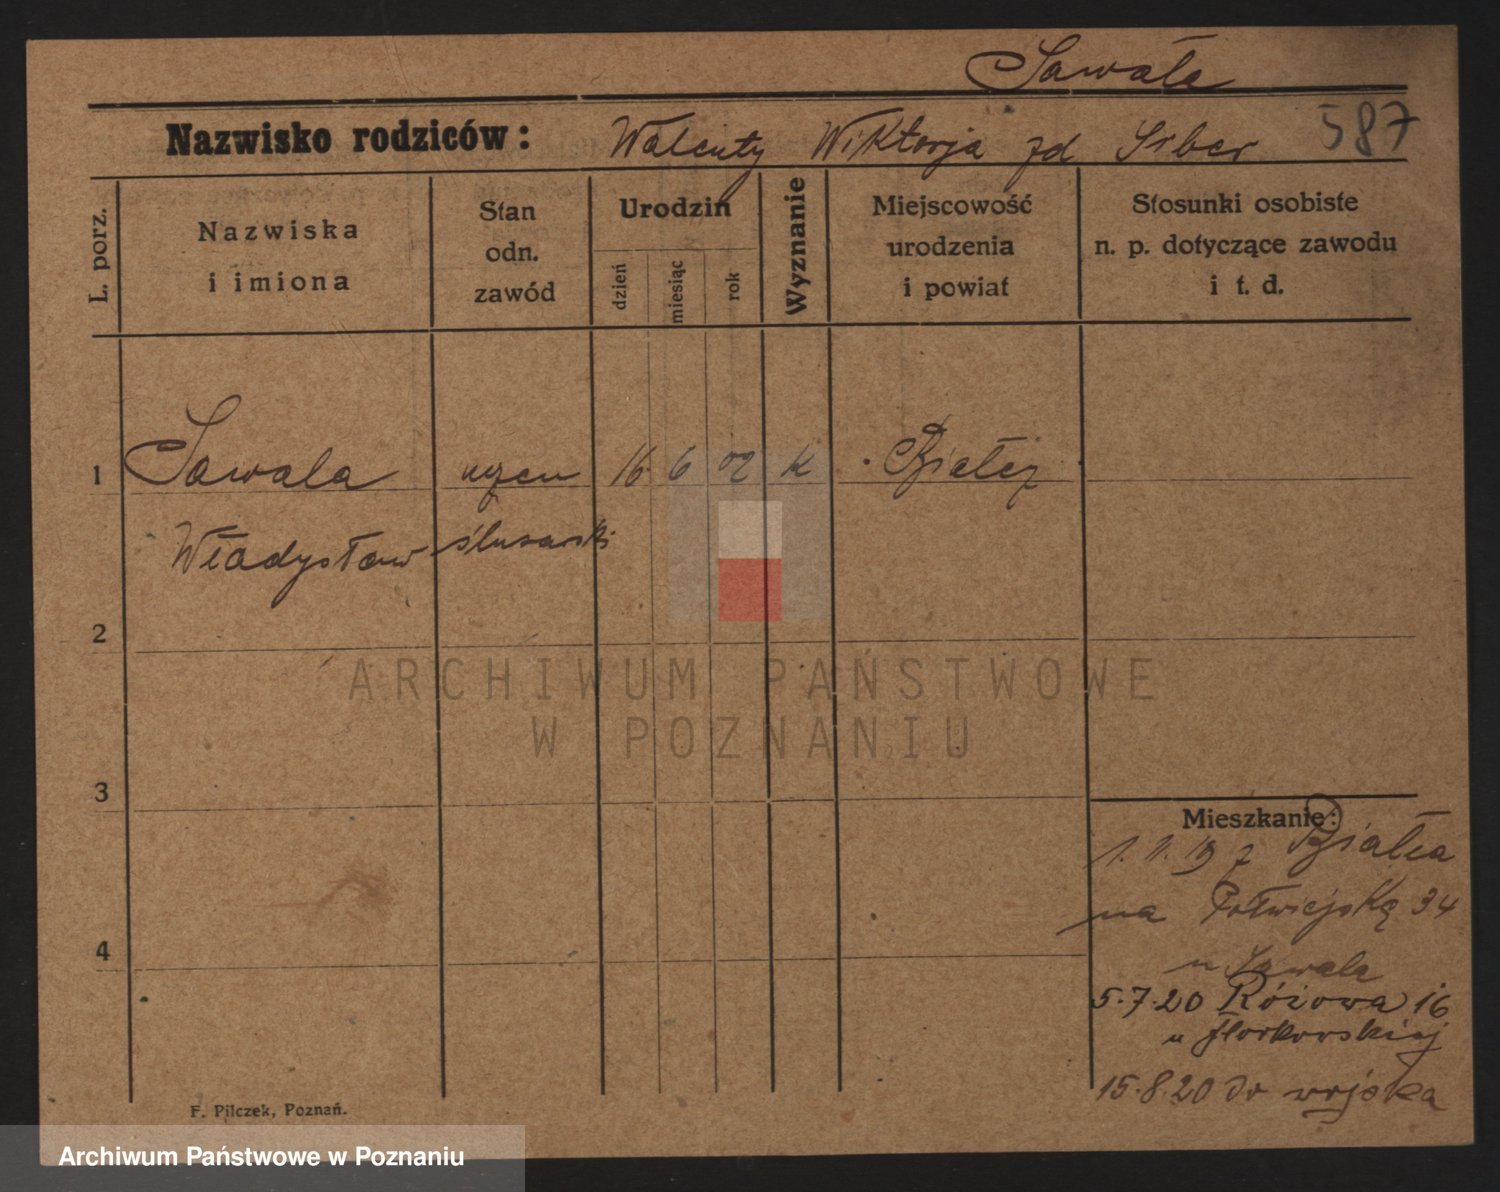 Sawała
Nazwisko rodziców: Walenty Wiktorja zd Siber 587
L. porz.
Nazwiska
i imiona
Stan
odn.
zawód
Urodzin
dzień
miesiąc
rok
Wyznanie
Miejscowość
urodzenia
i powiat
Stosunki osobiste
n. p. dotyczące zawodu
i t. d.
1 Sawala uczeń 16 6 02 k
Władysław ślusarski
2
3
4
Mieszkanie:
na Półwiejską 34
u Sawala
5.7.20 Różowa 16
u
15.8.20 do wojska
F. Pilczek, Poznań.
ARCHIWUM PAŃSTWOWE
W POZNANIU
Archiwum Państwowe w Poznaniu